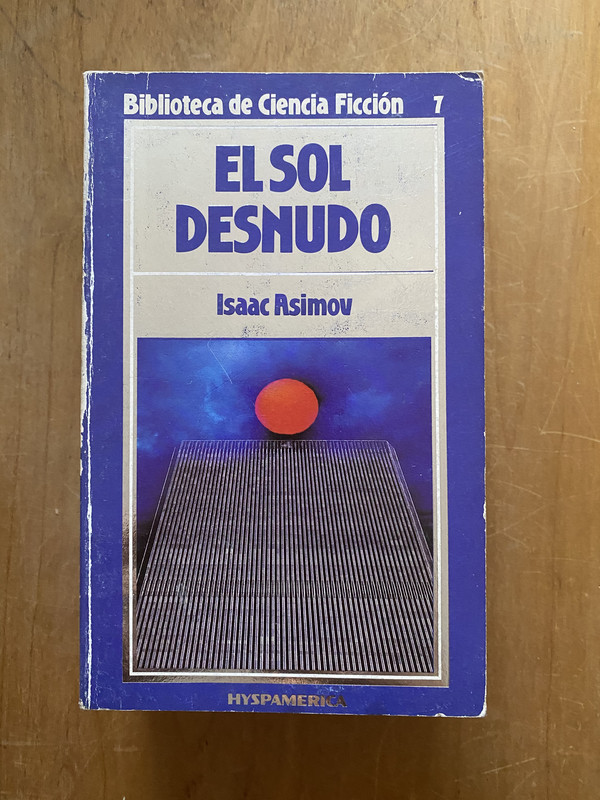 Biblioteca de Ciencia Ficción 7
EL SOL
DESNUDO
Isaac Asimov
HYSPAMERICA